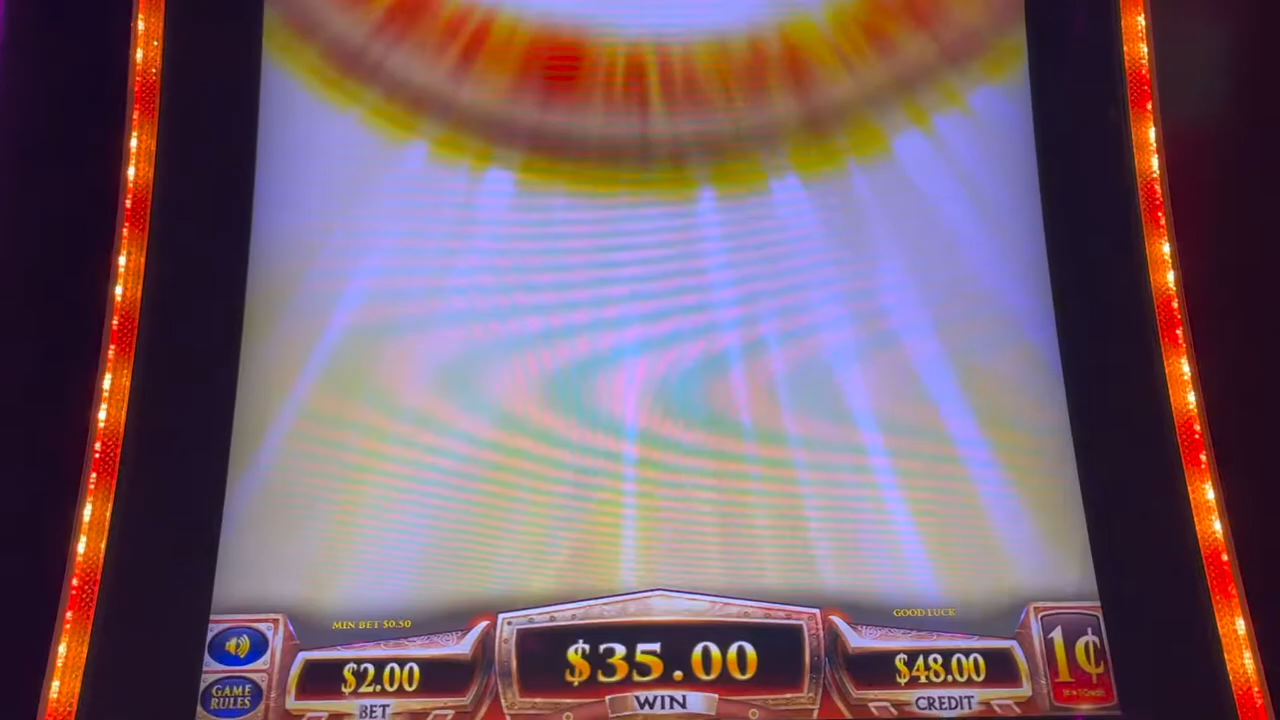 MIN BET $0.50
GOOD LUCK
$2.00
BET
$35.00
WIN
$48.00
CREDIT
GAME
RULES
1¢